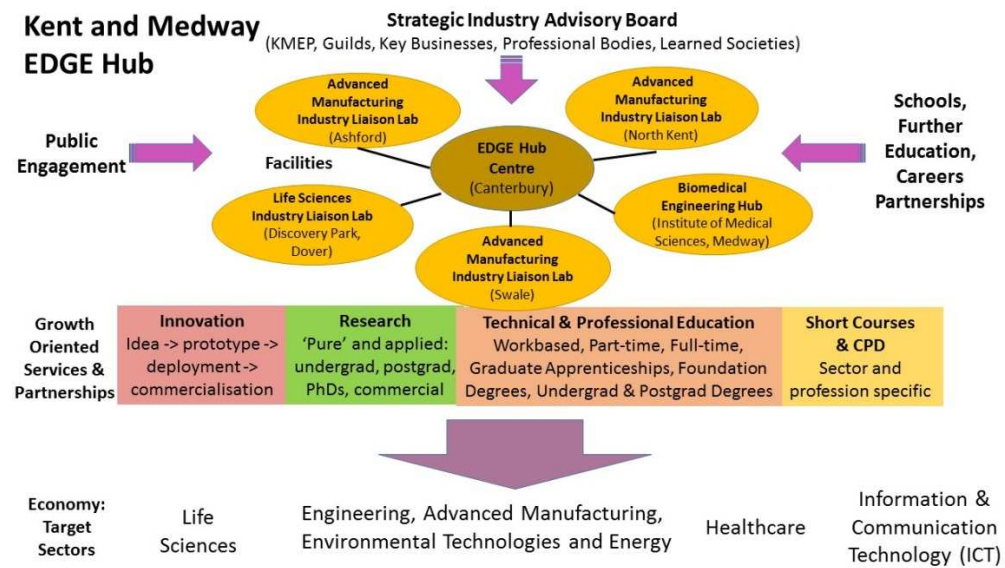 Kent and Medway
EDGE Hub
Strategic Industry Advisory Board
(KMEP, Guilds, Key Businesses, Professional Bodies, Learned Societies)
Public
Engagement
Advanced
Manufacturing
Industry Liaison Lab
(Ashford)
Facilities
EDGE Hub
Centre
(Canterbury)
Advanced
Manufacturing
Industry Liaison Lab
(North Kent)
Schools,
Further
Education,
Careers
Partnerships
Life Sciences
Industry Liaison Lab
(Discovery Park,
Dover)
Advanced
Manufacturing
Industry Liaison Lab
(Swale)
Biomedical
Engineering Hub
(Institute of Medical
Sciences, Medway)
Growth
Oriented
Services &
Partnerships
Innovation
Idea -> prototype ->
deployment ->
commercialisation
Research
‘Pure’ and applied:
undergrad, postgrad,
PhDs, commercial
Technical & Professional Education
Workbased, Part-time, Full-time,
Graduate Apprenticeships, Foundation
Degrees, Undergrad & Postgrad Degrees
Short Courses
& CPD
Sector and
profession specific
Economy:
Target
Sectors
Life
Sciences
Engineering, Advanced Manufacturing,
Environmental Technologies and Energy
Healthcare
Information &
Communication
Technology (ICT)